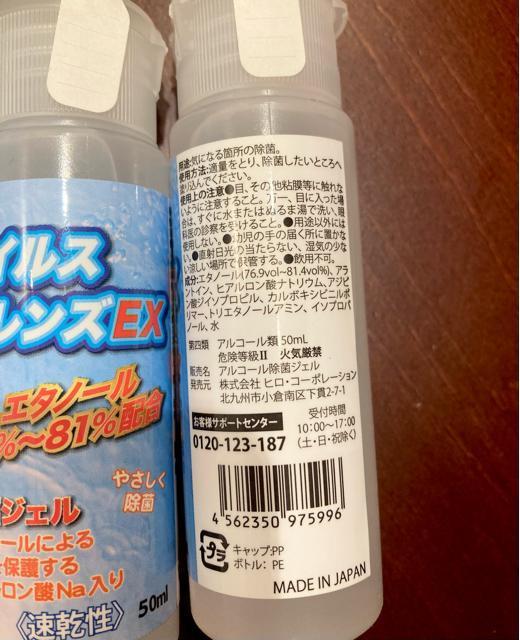 イルス
レンズEX
エタノール
%〜81%配合
やさしく
除菌
ジェル
ールによる
保護する
ロン酸Na入り
〈速乾性〉
50ml
用途:気になる箇所の除菌。
使用方法:適量をとり、除菌したいところへ
塗り込んでください。
使用上の注意●目、その他粘膜等に触れな
いように注意すること。万一、目に入った場
合は、すぐに水またはぬるま湯で洗い、眼
科医の診察を受けること。●用途以外には
使用しない。●幼児の手の届く所に置かな
い。●直射日光の当たらない、湿気の少な
い涼しい場所で保管する。●飲用不可。
成分:エタノール(76.9vol~81.4vol%)、アラ
ントイン、ヒアルロン酸ナトリウム、アジピ
ン酸ジイソプロピル、カルボキシビニルポ
リマー、トリエタノールアミン、イソプロパ
ノール、水
第四類 アルコール類 50mL
危険等級II 火気厳禁
販売名 アルコール除菌ジェル
発売元 株式会社 ヒロ・コーポレーション
北九州市小倉南区下貫2-7-1
お客様サポートセンター 受付時間
0120-123-187 10:00〜17:00
(土・日・祝除く)
4 562350 975996
プラ キャップ:PP
ボトル:PE
MADE IN JAPAN